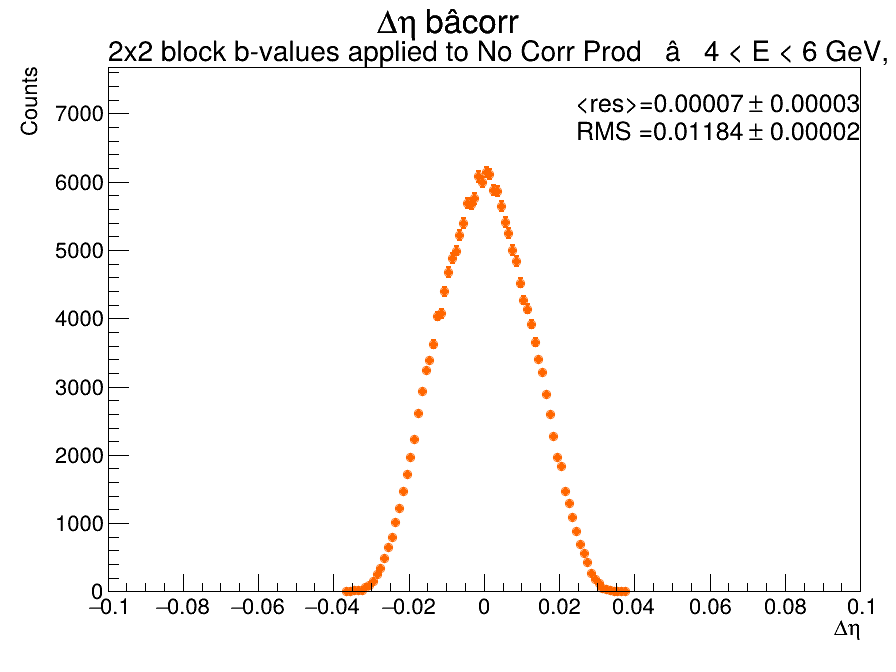 Δη bâcorr
2x2 block b-values applied to No Corr Prod â 4 < E < 6 GeV,
Counts
<res>=0.00007 ± 0.00003
RMS =0.01184 ± 0.00002
7000
6000
5000
4000
3000
2000
1000
0
−0.1 −0.08 −0.06 −0.04 −0.02 0 0.02 0.04 0.06 0.08 0.1
Δη